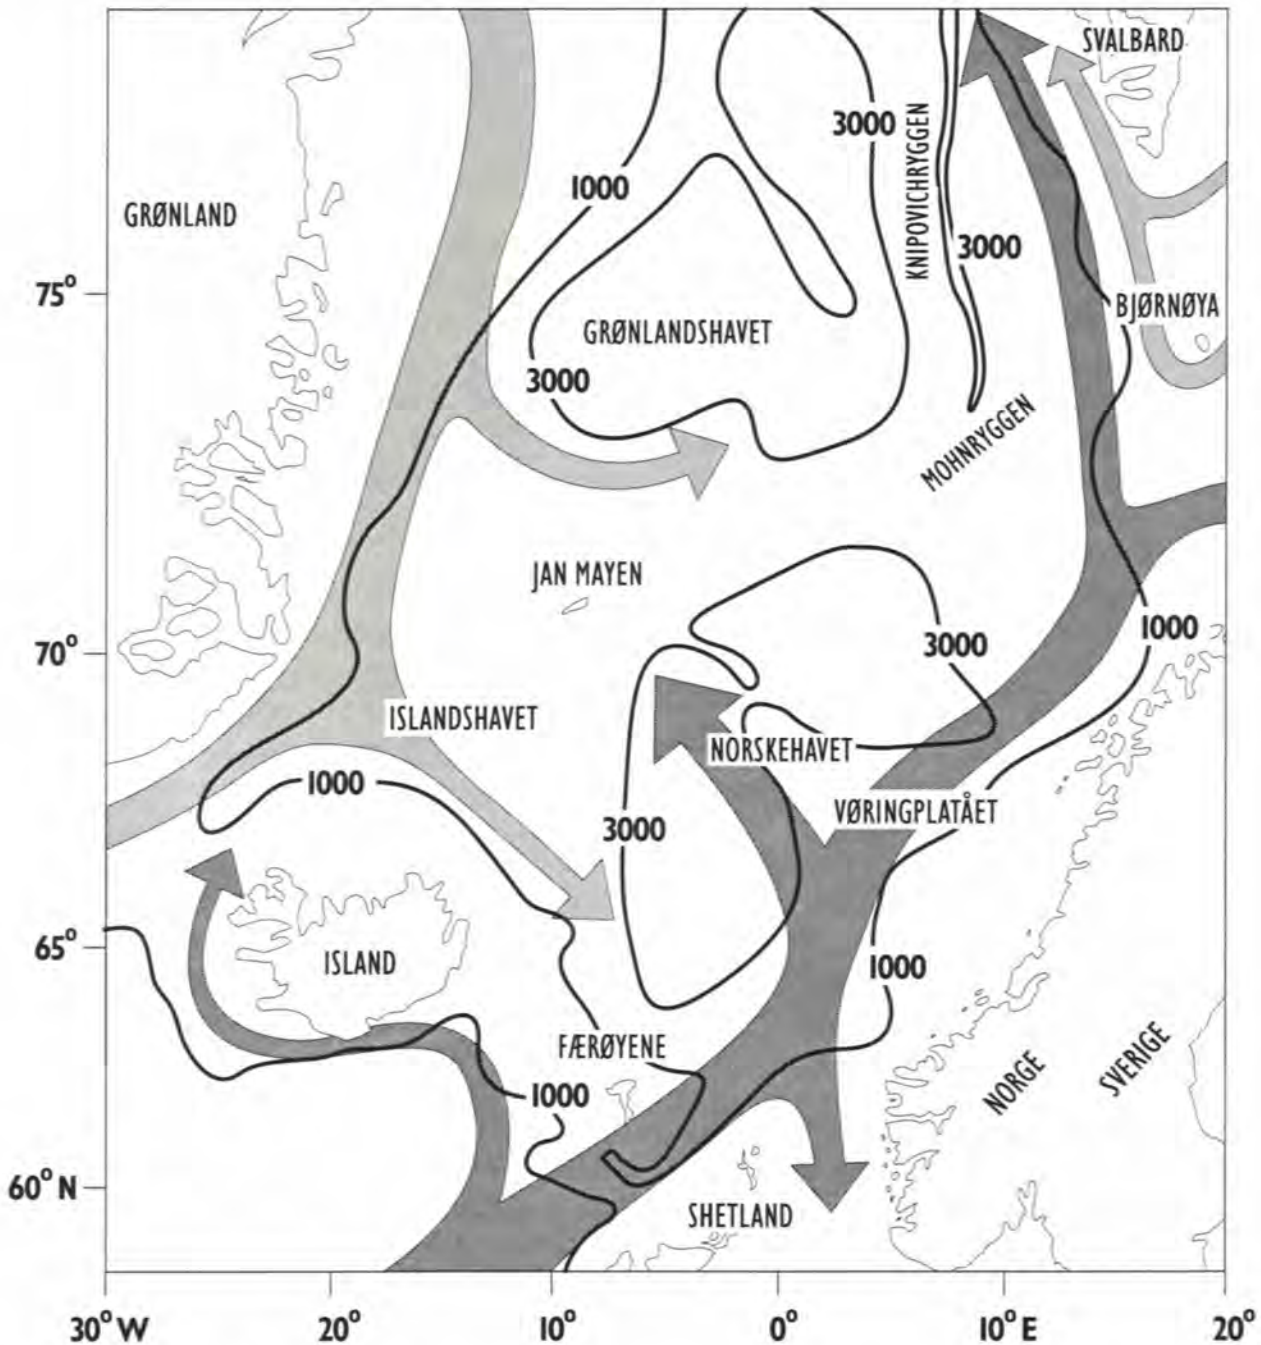 SVALBARD
3000
KNIPOVICHRYGGEN
1000
GRØNLAND
3000
75°
BJØRNØYA
GRØNLANDSHAVET
3000
MOHNRYGGEN
JAN MAYEN
1000
3000
70°
ISLANDSHAVET
NORSKEHAVET
1000
VØRINGPLATÅET
3000
65°
ISLAND
1000
FÆRØYENE
SVERIGE
NORGE
1000
60° N
SHETLAND
30° W
20°
10°
0°
10° E
20°